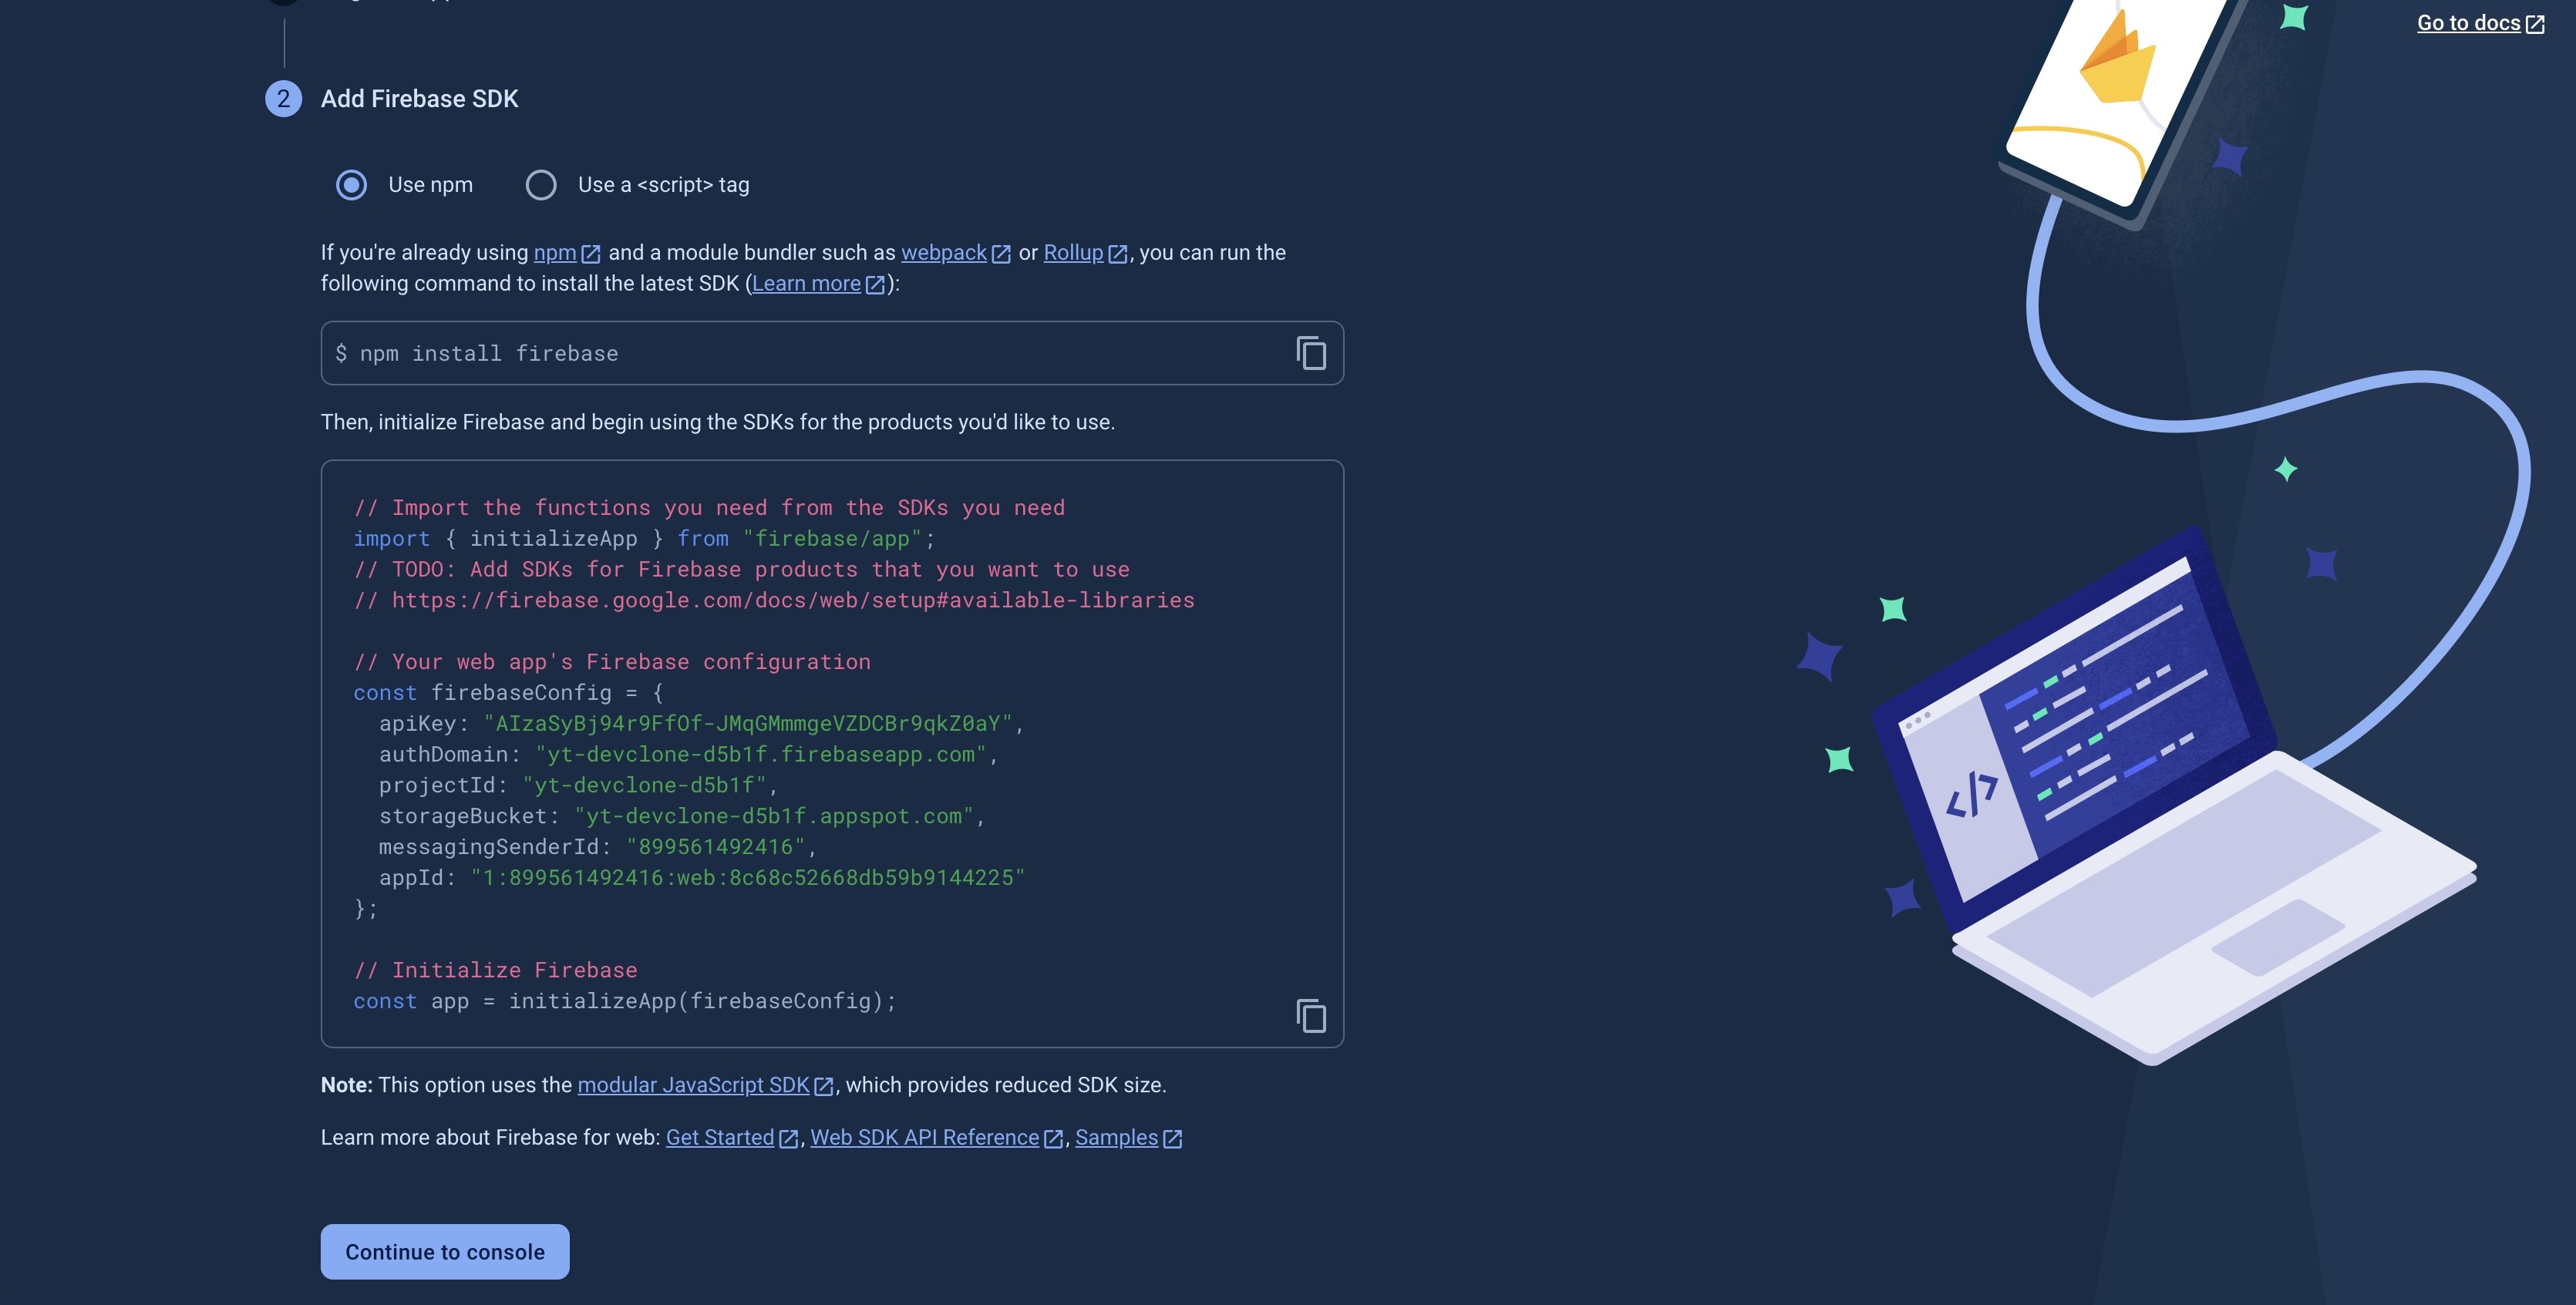 Go to docs
2 Add Firebase SDK
Use npm Use a <script> tag
If you're already using npm and a module bundler such as webpack or Rollup, you can run the
following command to install the latest SDK (Learn more):
$ npm install firebase
Then, initialize Firebase and begin using the SDKs for the products you'd like to use.
// Import the functions you need from the SDKs you need
import { initializeApp } from "firebase/app";
// TODO: Add SDKs for Firebase products that you want to use
// https://firebase.google.com/docs/web/setup#available-libraries
// Your web app's Firebase configuration
const firebaseConfig = {
apiKey: "AIzaSyBj94r9FfOf-JMqGMmmgeVZDCBr9qkZ0aY",
authDomain: "yt-devclone-d5b1f.firebaseapp.com",
projectId: "yt-devclone-d5b1f",
storageBucket: "yt-devclone-d5b1f.appspot.com",
messagingSenderId: "899561492416",
appId: "1:899561492416:web:8c68c52668db59b9144225"
};
// Initialize Firebase
const app = initializeApp(firebaseConfig);
Note: This option uses the modular JavaScript SDK, which provides reduced SDK size.
Learn more about Firebase for web: Get Started, Web SDK API Reference, Samples
Continue to console
<//>